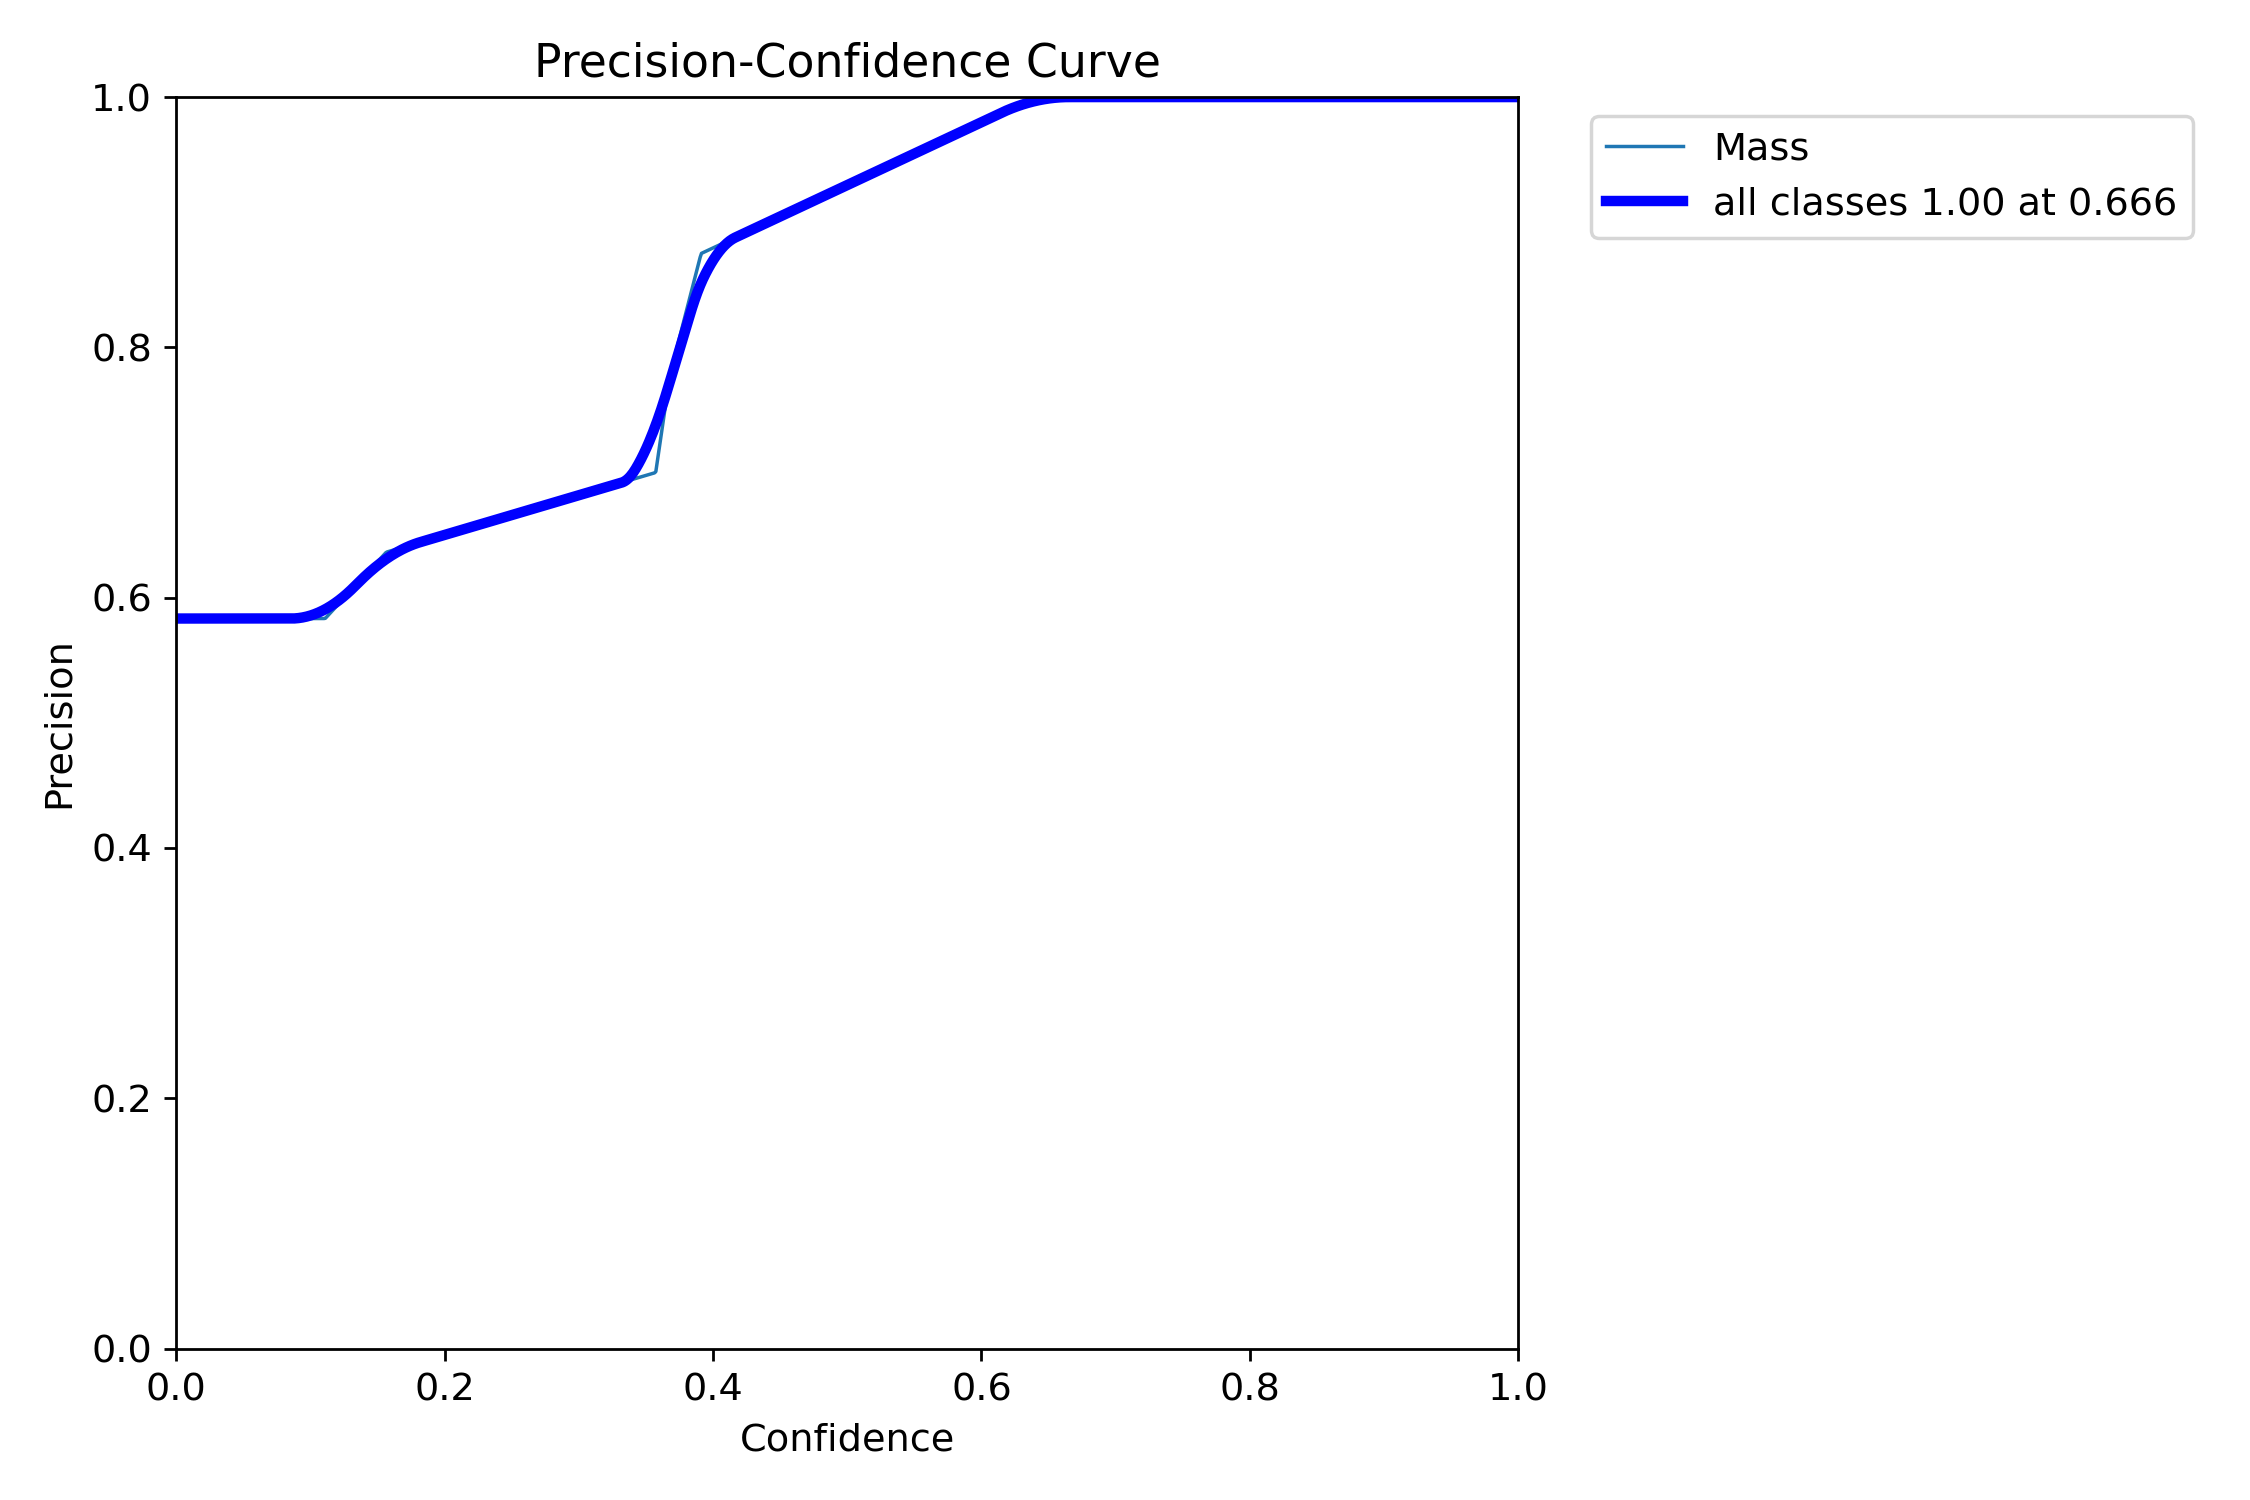 Precision-Confidence Curve
1.0
0.8
0.6
0.4
0.2
0.0
Precision
0.0 0.2 0.4 0.6 0.8 1.0
Confidence
Mass
all classes 1.00 at 0.666